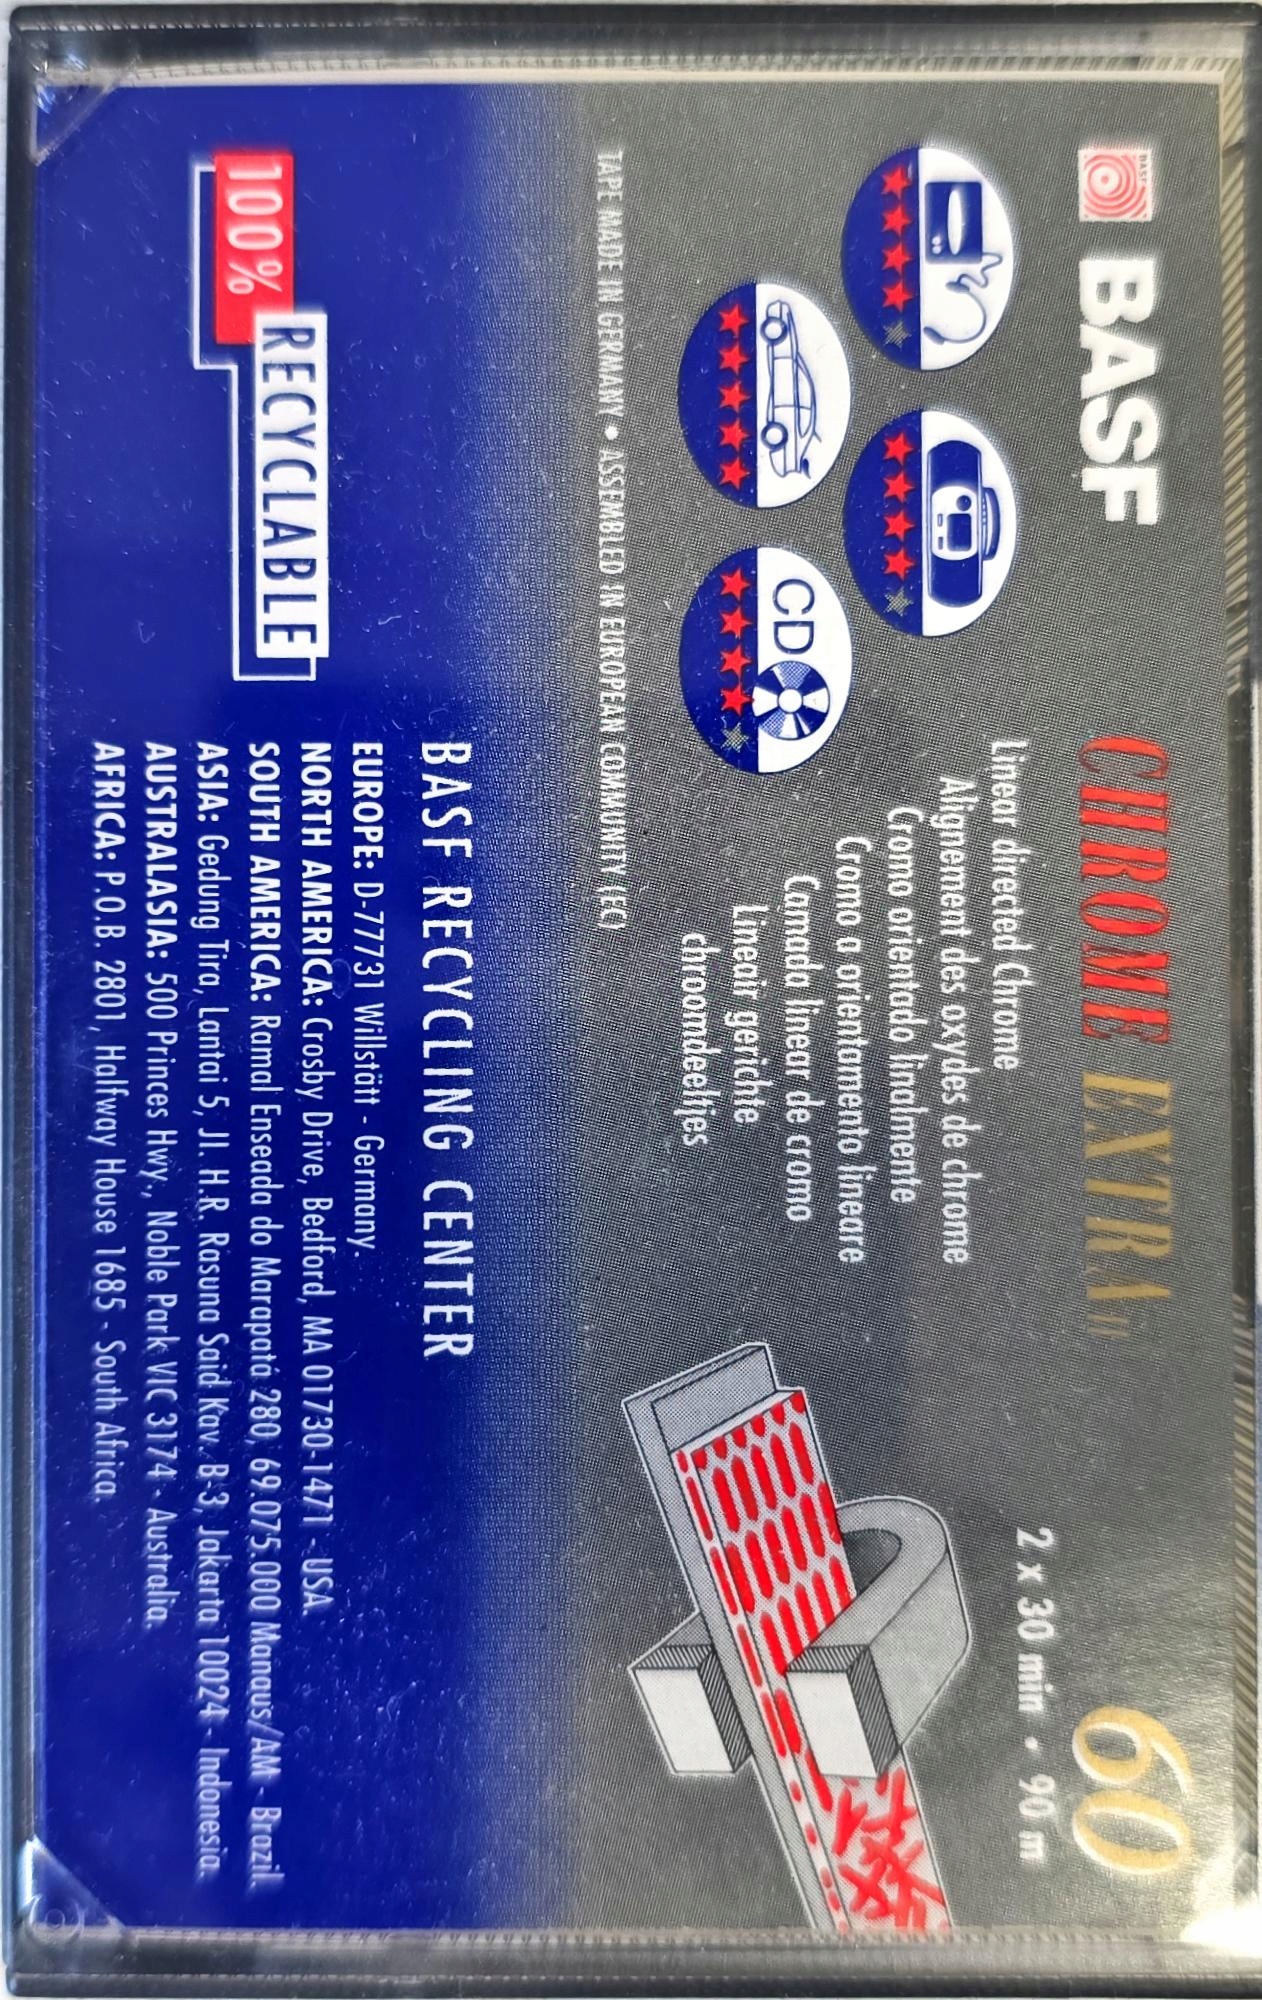 BASF
BASF
CHROME EXTRA II
60
2 x 30 min • 90 m
Linear directed Chrome
Alignement des oxydes de chrome
Cromo orientado linalmente
Cromo a orientamento lineare
Camada linear de cromo
Lineair gerichte
chroomdeeltjes
CD
TAPE MADE IN GERMANY • ASSEMBLED IN EUROPEAN COMMUNITY (EC)
100%
RECYCLABLE
BASF RECYCLING CENTER
EUROPE: D-77731 Willstätt - Germany.
NORTH AMERICA: Crosby Drive, Bedford, MA 01730-1471 - USA.
SOUTH AMERICA: Ramal Enseada do Marapatá 280, 69.075.000 Manaus/AM - Brazil.
ASIA: Gedung Tira, Lantai 5, Jl. H.R. Rasuna Said Kav. B-3, Jakarta 10024 - Indonesia.
AUSTRALASIA: 500 Princes Hwy., Noble Park VIC 3174 - Australia.
AFRICA: P.O.B. 2801, Halfway House 1685 - South Africa.